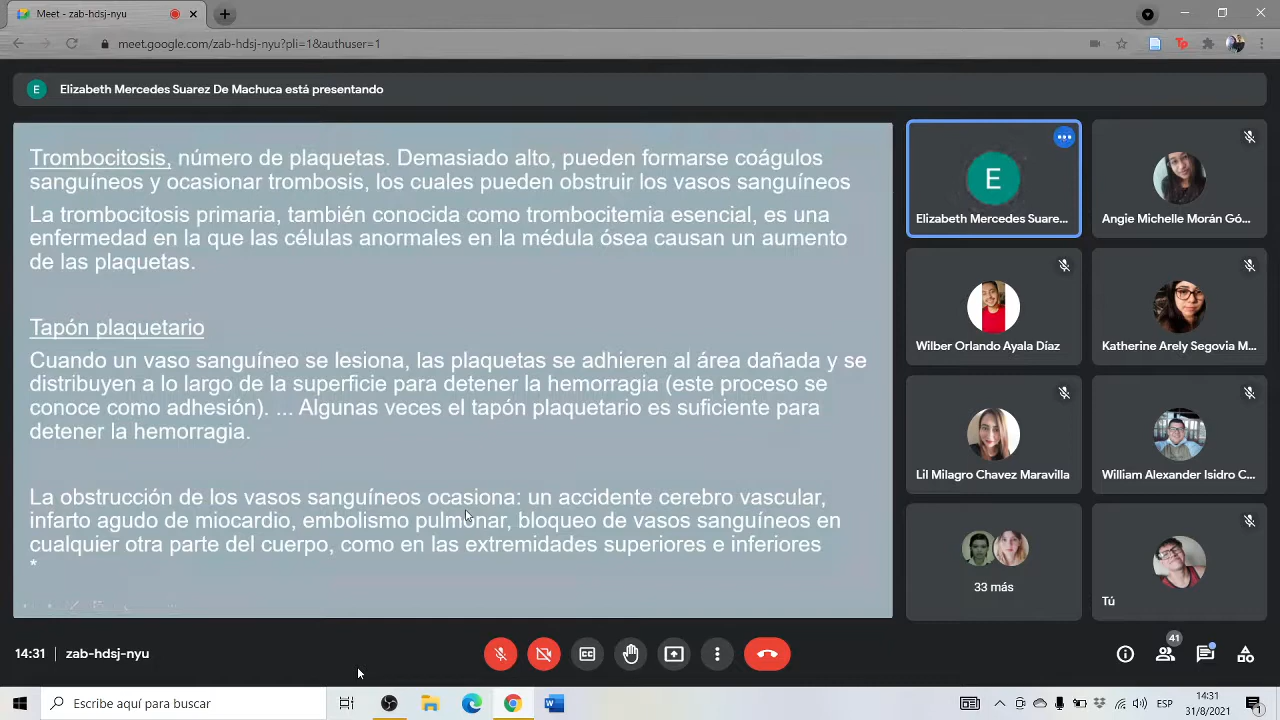 Meet - zab-hdsj-nyu
meet.google.com/zab-hdsj-nyu?pli=1&authuser=1
E
Elizabeth Mercedes Suarez De Machuca está presentando
Trombocitosis, número de plaquetas. Demasiado alto, pueden formarse coágulos
sanguíneos y ocasionar trombosis, los cuales pueden obstruir los vasos sanguíneos
La trombocitosis primaria, también conocida como trombocitemia esencial, es una
enfermedad en la que las células anormales en la médula ósea causan un aumento
de las plaquetas.
Tapón plaquetario
Cuando un vaso sanguíneo se lesiona, las plaquetas se adhieren al área dañada y se
distribuyen a lo largo de la superficie para detener la hemorragia (este proceso se
conoce como adhesión). ... Algunas veces el tapón plaquetario es suficiente para
detener la hemorragia.
La obstrucción de los vasos sanguíneos ocasiona: un accidente cerebro vascular,
infarto agudo de miocardio, embolismo pulmonar, bloqueo de vasos sanguíneos en
cualquier otra parte del cuerpo, como en las extremidades superiores e inferiores
*
E
Elizabeth Mercedes Suare...
Angie Michelle Morán Gó...
Wilber Orlando Ayala Díaz
Katherine Arely Segovia M...
Lil Milagro Chavez Maravilla
William Alexander Isidro C...
33 más
Tú
14:31 | zab-hdsj-nyu
41
Escribe aquí para buscar
ESP
14:31
31/8/2021
1